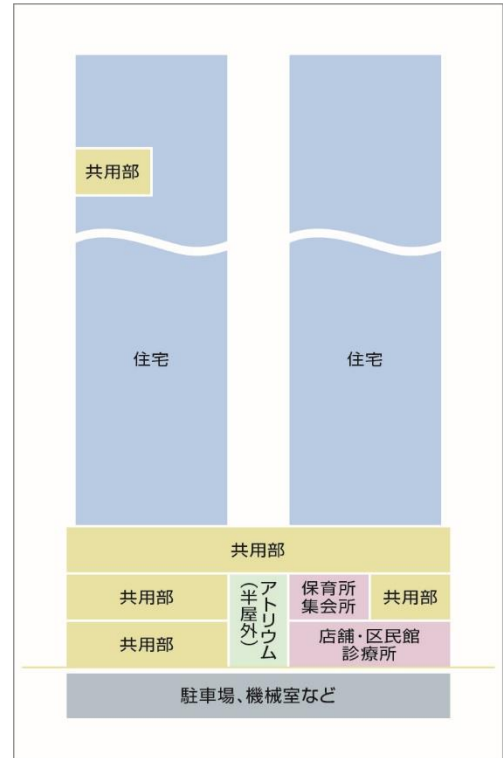 共用部
住宅
住宅
共用部
共用部
アトリウム
(半屋外)
保育所
集会所
共用部
共用部
店舗・区民館
診療所
駐車場、機械室など